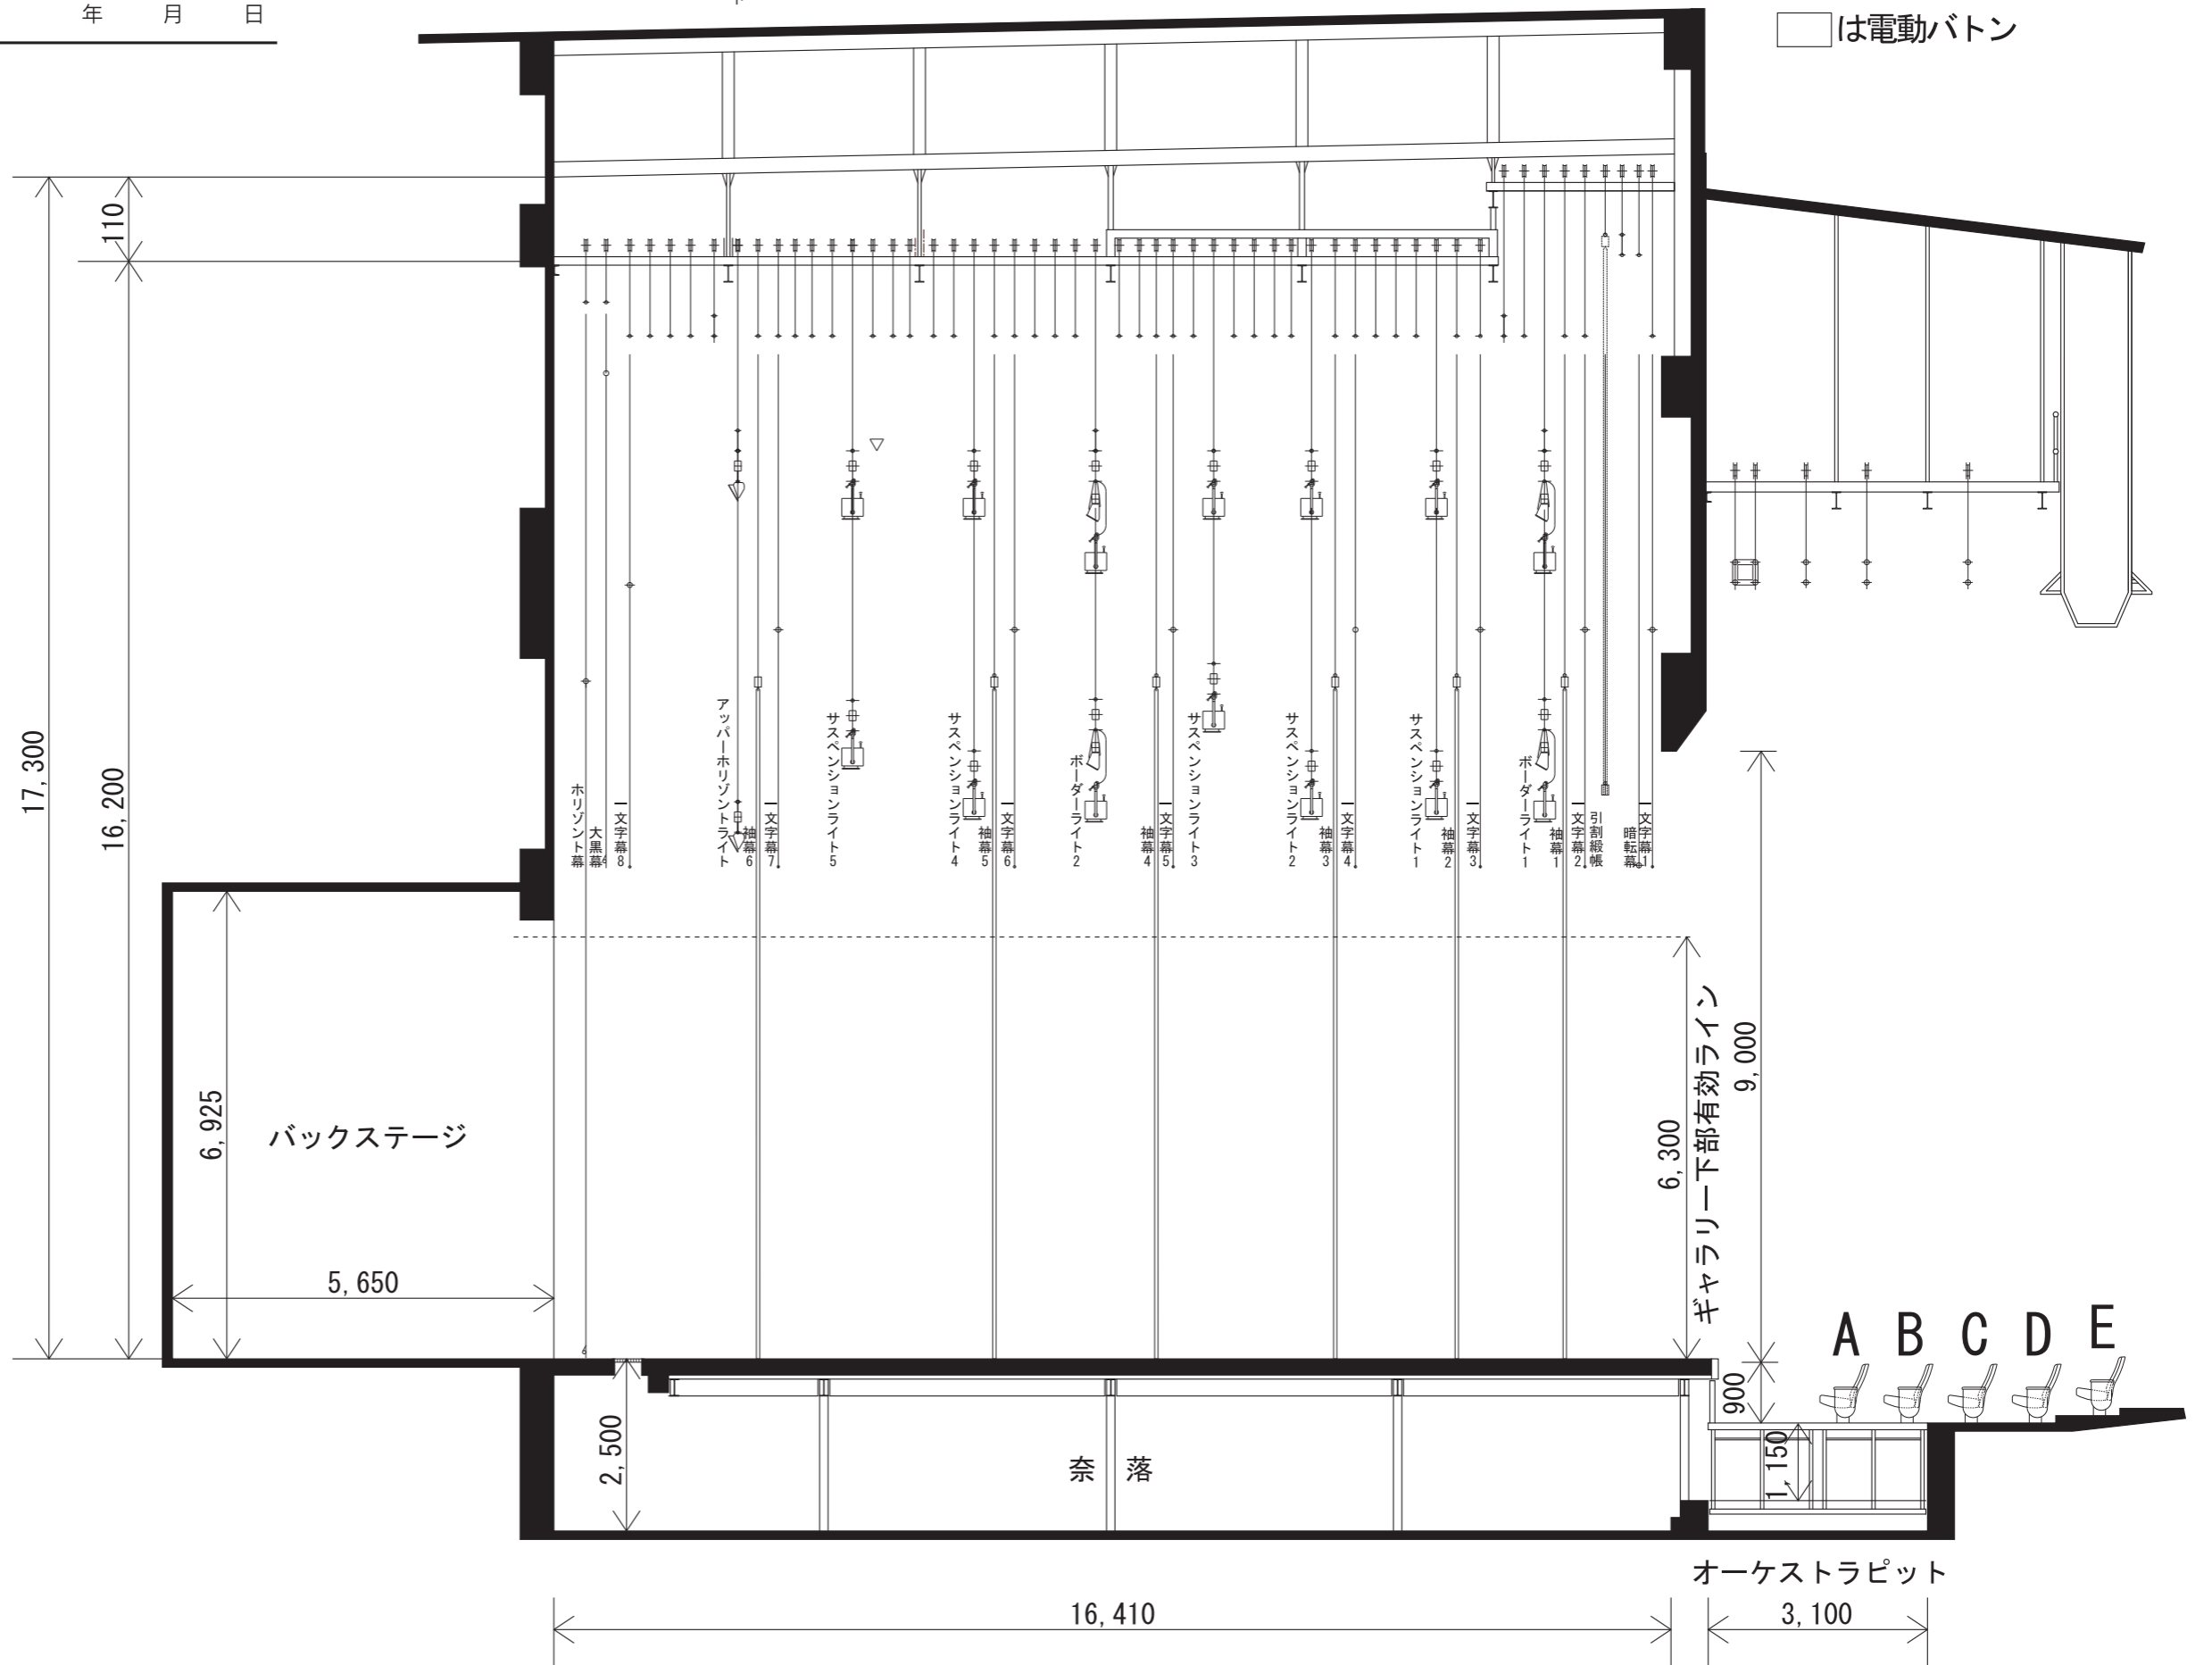 年 月 日
は電動バトン
110
17,300
16,200
ホリゾント幕
大黒幕
一文字幕8
アッパーホリゾントライト
袖幕6
一文字幕7
サスペンションライト5
サスペンションライト4
袖幕5
一文字幕6
ボーダーライト2
袖幕4
一文字幕5
サスペンションライト3
サスペンションライト2
袖幕3
一文字幕4
サスペンションライト1
袖幕2
一文字幕3
ボーダーライト1
袖幕1
一文字幕2
引割緞帳
暗転幕
一文字幕1
6,925
バックステージ
5,650
6,300
ギャラリー下部有効ライン
9,000
A B C D E
900
2,500
奈 落
1,150
オーケストラピット
16,410
3,100